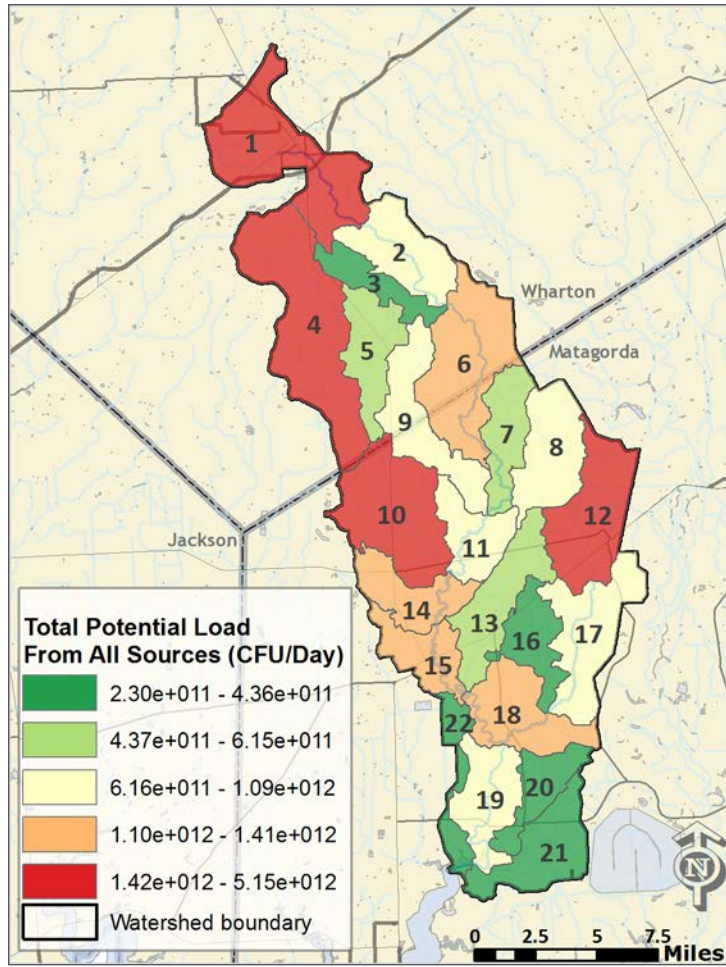 1
2
3
Wharton
4
5
6
Matagorda
9
7
8
10
12
Jackson
11
14
13
16
17
15
18
22
19
20
21
Total Potential Load
From All Sources (CFU/Day)
2.30e+011 - 4.36e+011
4.37e+011 - 6.15e+011
6.16e+011 - 1.09e+012
1.10e+012 - 1.41e+012
1.42e+012 - 5.15e+012
Watershed boundary
N
0 2.5 5 7.5
Miles